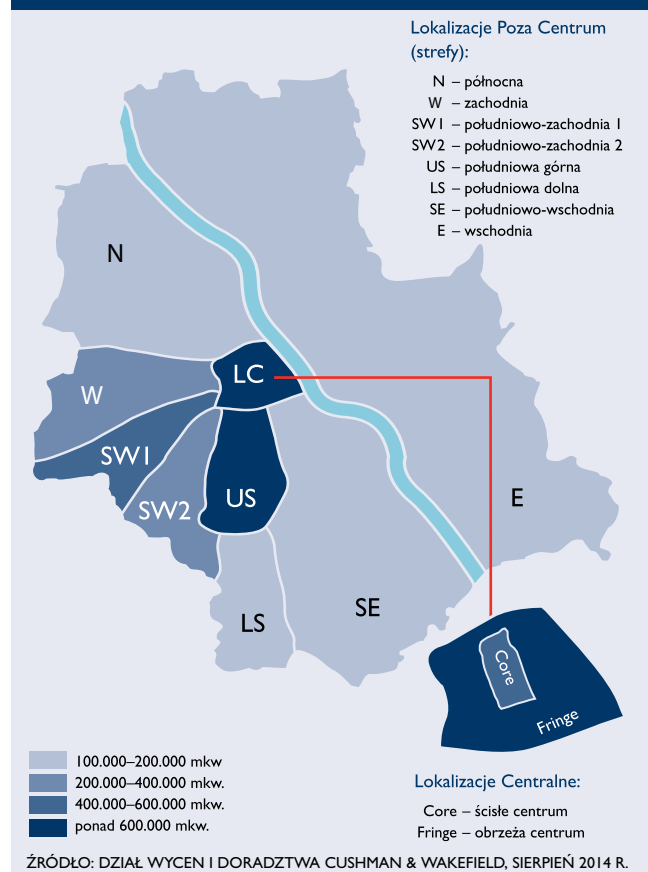 Lokalizacje Poza Centrum
(strefy):
N – północna
W – zachodnia
SW1 – południowo-zachodnia 1
SW2 – południowo-zachodnia 2
US – południowa górna
LS – południowa dolna
SE – południowo-wschodnia
E – wschodnia
N
LC
W
SW1
US
SW2
E
SE
LS
Core
Fringe
100.000–200.000 mkw
200.000–400.000 mkw.
400.000–600.000 mkw.
ponad 600.000 mkw.
Lokalizacje Centralne:
Core – ścisłe centrum
Fringe – obrzeża centrum
ŹRÓDŁO: DZIAŁ WYCEN I DORADZTWA CUSHMAN & WAKEFIELD, SIERPIEŃ 2014 R.